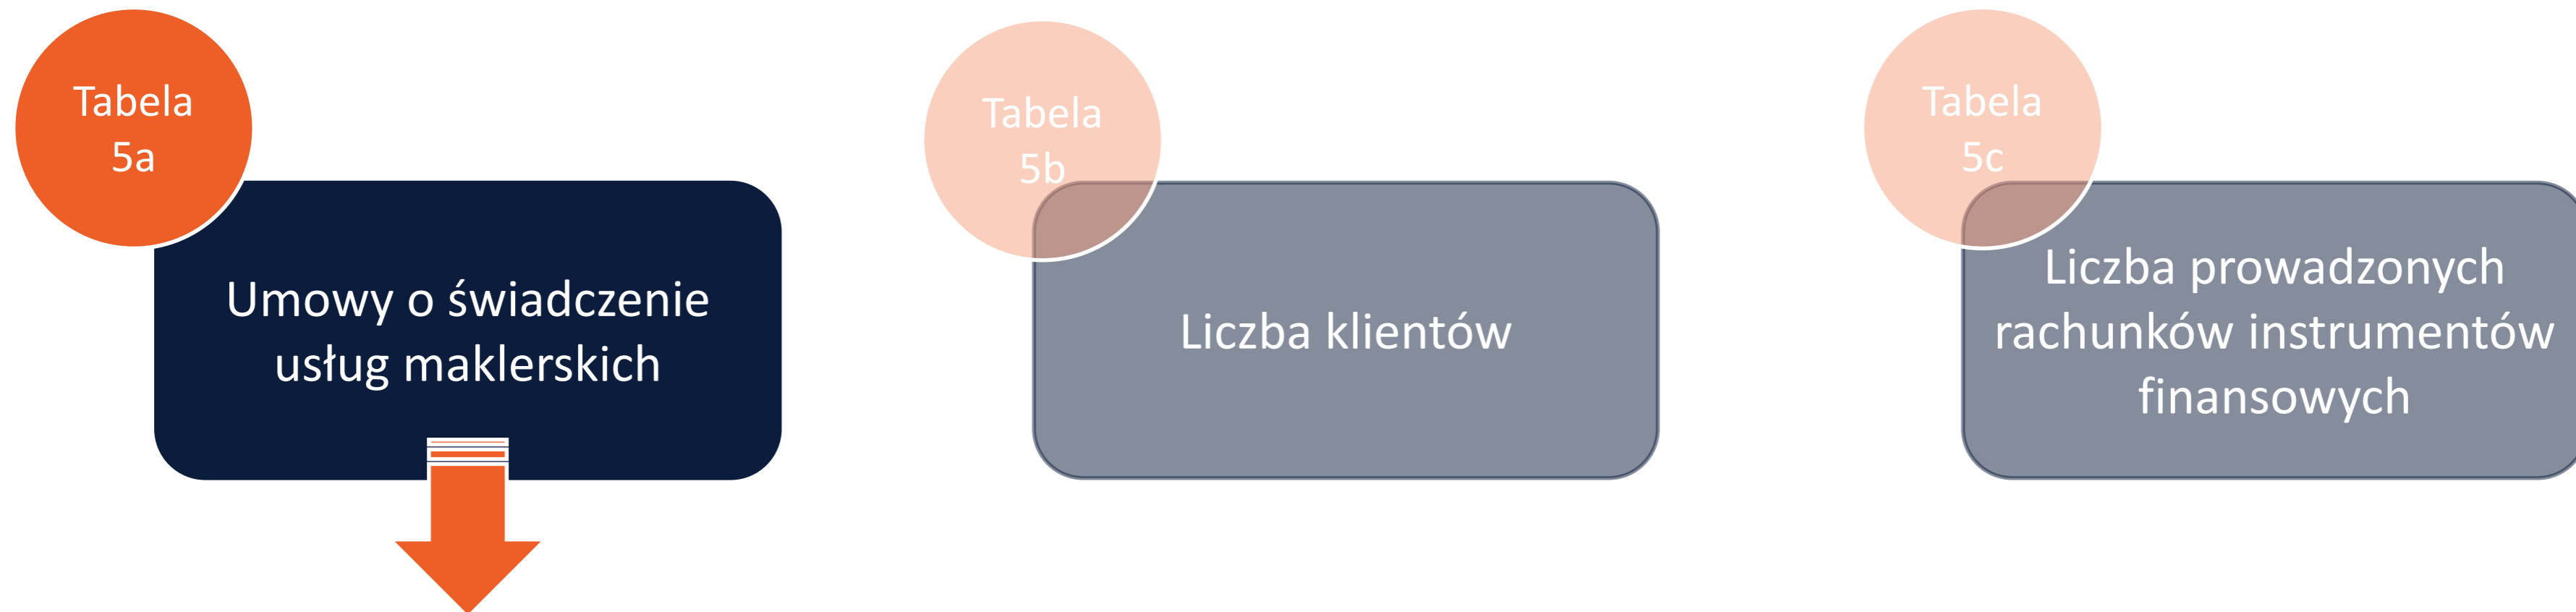 Tabela
5a
Umowy o świadczenie
usług maklerskich
Tabela
5b
Liczba klientów
Tabela
5c
Liczba prowadzonych
rachunków instrumentów
finansowych